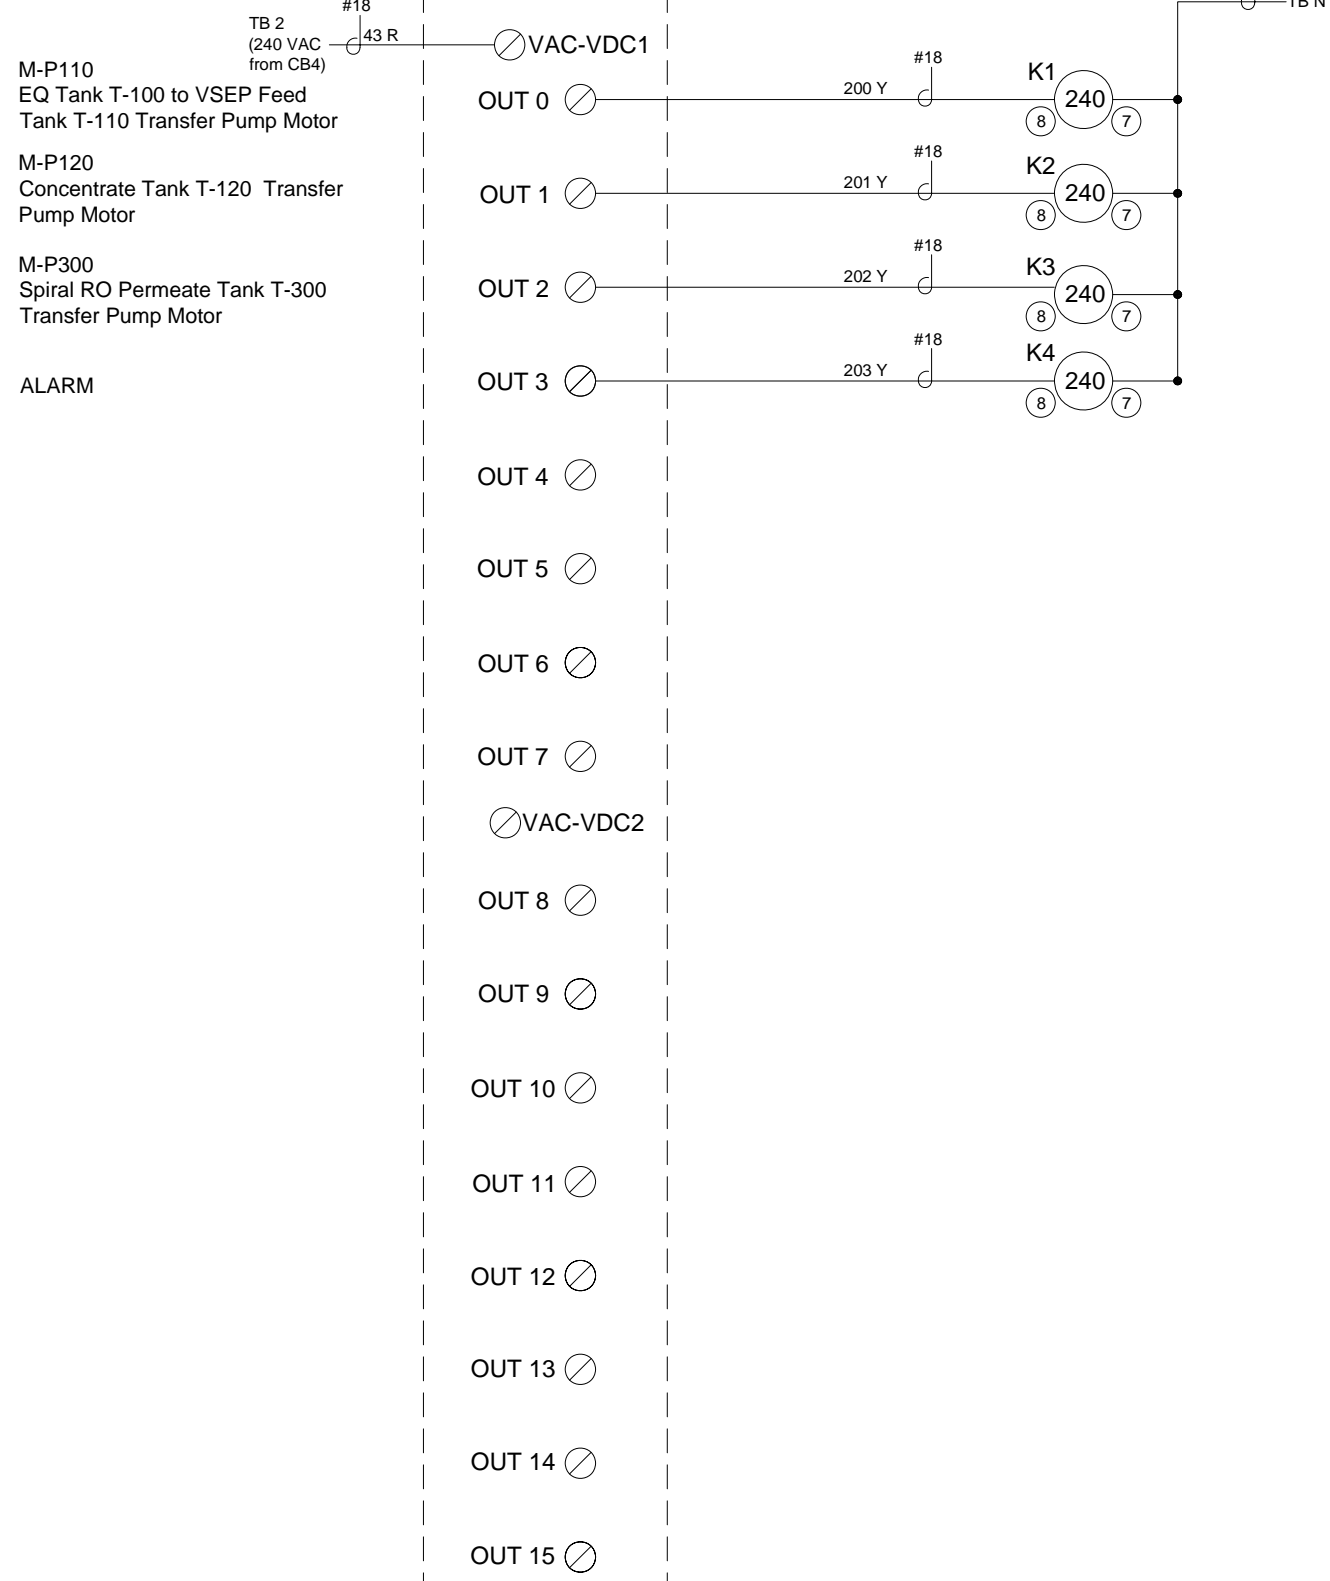 #18
TB N
TB 2
(240 VAC
from CB4)
43 R
VAC-VDC1
M-P110
EQ Tank T-100 to VSEP Feed
Tank T-110 Transfer Pump Motor
OUT 0
200 Y
#18
K1
240
8
7
M-P120
Concentrate Tank T-120 Transfer
Pump Motor
OUT 1
201 Y
#18
K2
240
8
7
M-P300
Spiral RO Permeate Tank T-300
Transfer Pump Motor
OUT 2
202 Y
#18
K3
240
8
7
ALARM
OUT 3
203 Y
#18
K4
240
8
7
OUT 4
OUT 5
OUT 6
OUT 7
VAC-VDC2
OUT 8
OUT 9
OUT 10
OUT 11
OUT 12
OUT 13
OUT 14
OUT 15